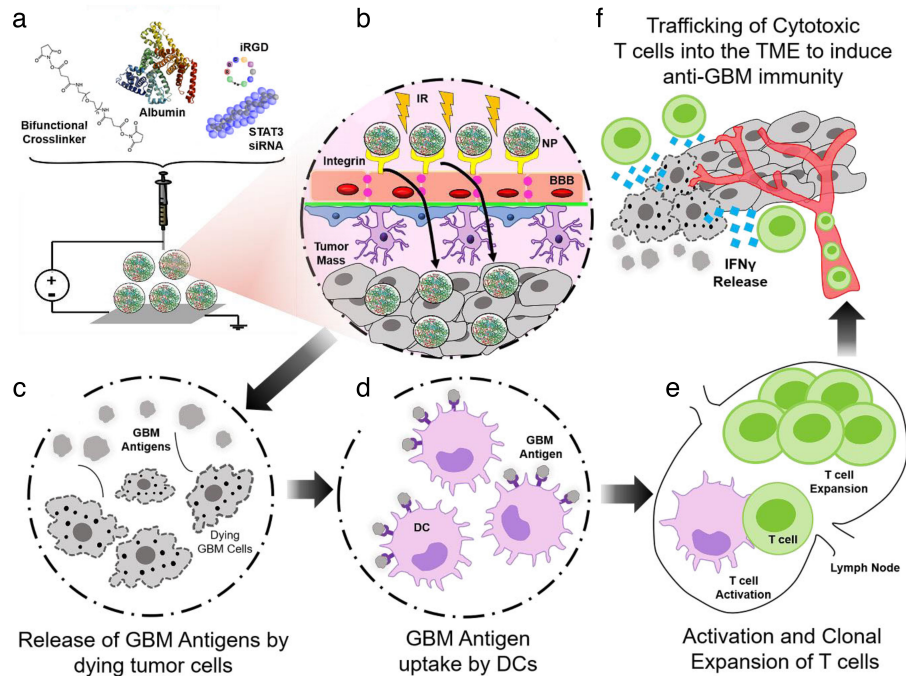 a
iRGD
Albumin
Bifunctional
Crosslinker
STAT3
siRNA
+
-
b
IR
NP
Integrin
BBB
Tumor
Mass
c
GBM
Antigens
Dying
GBM Cells
Release of GBM Antigens by
dying tumor cells
d
GBM
Antigen
DC
GBM Antigen
uptake by DCs
e
T cell
Expansion
T cell
T cell
Activation
Lymph Node
Activation and Clonal
Expansion of T cells
f
Trafficking of Cytotoxic
T cells into the TME to induce
anti-GBM immunity
IFNγ
Release